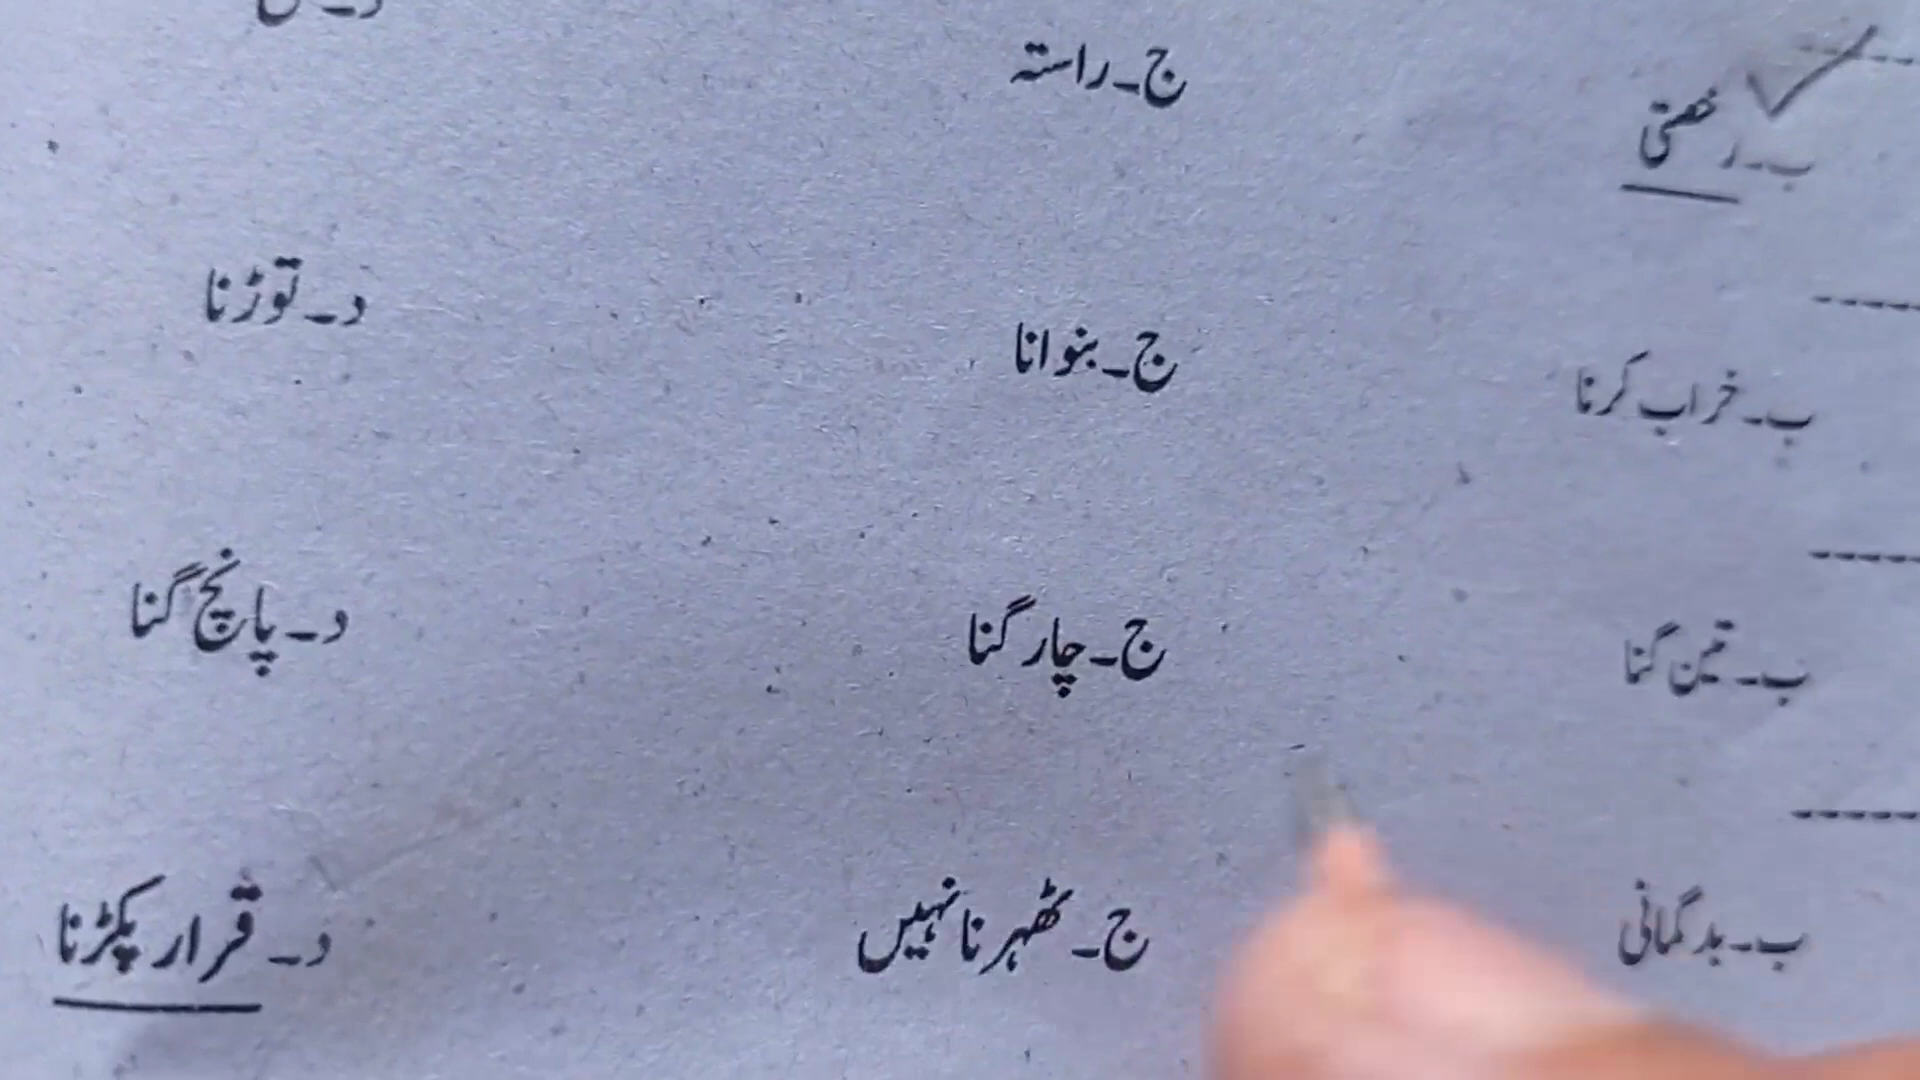 ب۔ رخصتی ج۔ راستہ
ب۔ خراب کرنا ج۔ بنوانا د۔ توڑنا
ب۔ تین گنا ج۔ چار گنا د۔ پانچ گنا
ب۔ بدگمانی ج۔ ٹھہرنا نہیں د۔ قرار پکڑنا